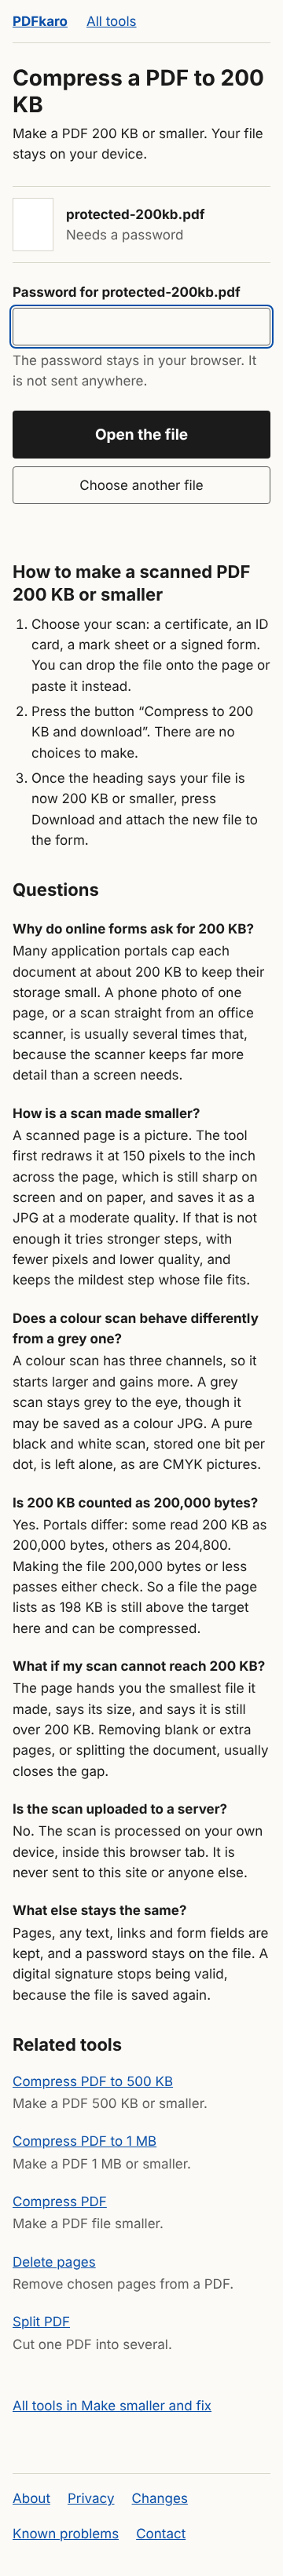 PDFkaro All tools
Compress a PDF to 200
KB
Make a PDF 200 KB or smaller. Your file
stays on your device.
protected-200kb.pdf
Needs a password
Password for protected-200kb.pdf
The password stays in your browser. It
is not sent anywhere.
Open the file
Choose another file
How to make a scanned PDF
200 KB or smaller
1. Choose your scan: a certificate, an ID
card, a mark sheet or a signed form.
You can drop the file onto the page or
paste it instead.
2. Press the button “Compress to 200
KB and download”. There are no
choices to make.
3. Once the heading says your file is
now 200 KB or smaller, press
Download and attach the new file to
the form.
Questions
Why do online forms ask for 200 KB?
Many application portals cap each
document at about 200 KB to keep their
storage small. A phone photo of one
page, or a scan straight from an office
scanner, is usually several times that,
because the scanner keeps far more
detail than a screen needs.
How is a scan made smaller?
A scanned page is a picture. The tool
first redraws it at 150 pixels to the inch
across the page, which is still sharp on
screen and on paper, and saves it as a
JPG at a moderate quality. If that is not
enough it tries stronger steps, with
fewer pixels and lower quality, and
keeps the mildest step whose file fits.
Does a colour scan behave differently
from a grey one?
A colour scan has three channels, so it
starts larger and gains more. A grey
scan stays grey to the eye, though it
may be saved as a colour JPG. A pure
black and white scan, stored one bit per
dot, is left alone, as are CMYK pictures.
Is 200 KB counted as 200,000 bytes?
Yes. Portals differ: some read 200 KB as
200,000 bytes, others as 204,800.
Making the file 200,000 bytes or less
passes either check. So a file the page
lists as 198 KB is still above the target
here and can be compressed.
What if my scan cannot reach 200 KB?
The page hands you the smallest file it
made, says its size, and says it is still
over 200 KB. Removing blank or extra
pages, or splitting the document, usually
closes the gap.
Is the scan uploaded to a server?
No. The scan is processed on your own
device, inside this browser tab. It is
never sent to this site or anyone else.
What else stays the same?
Pages, any text, links and form fields are
kept, and a password stays on the file. A
digital signature stops being valid,
because the file is saved again.
Related tools
Compress PDF to 500 KB
Make a PDF 500 KB or smaller.
Compress PDF to 1 MB
Make a PDF 1 MB or smaller.
Compress PDF
Make a PDF file smaller.
Delete pages
Remove chosen pages from a PDF.
Split PDF
Cut one PDF into several.
All tools in Make smaller and fix
About Privacy Changes
Known problems Contact